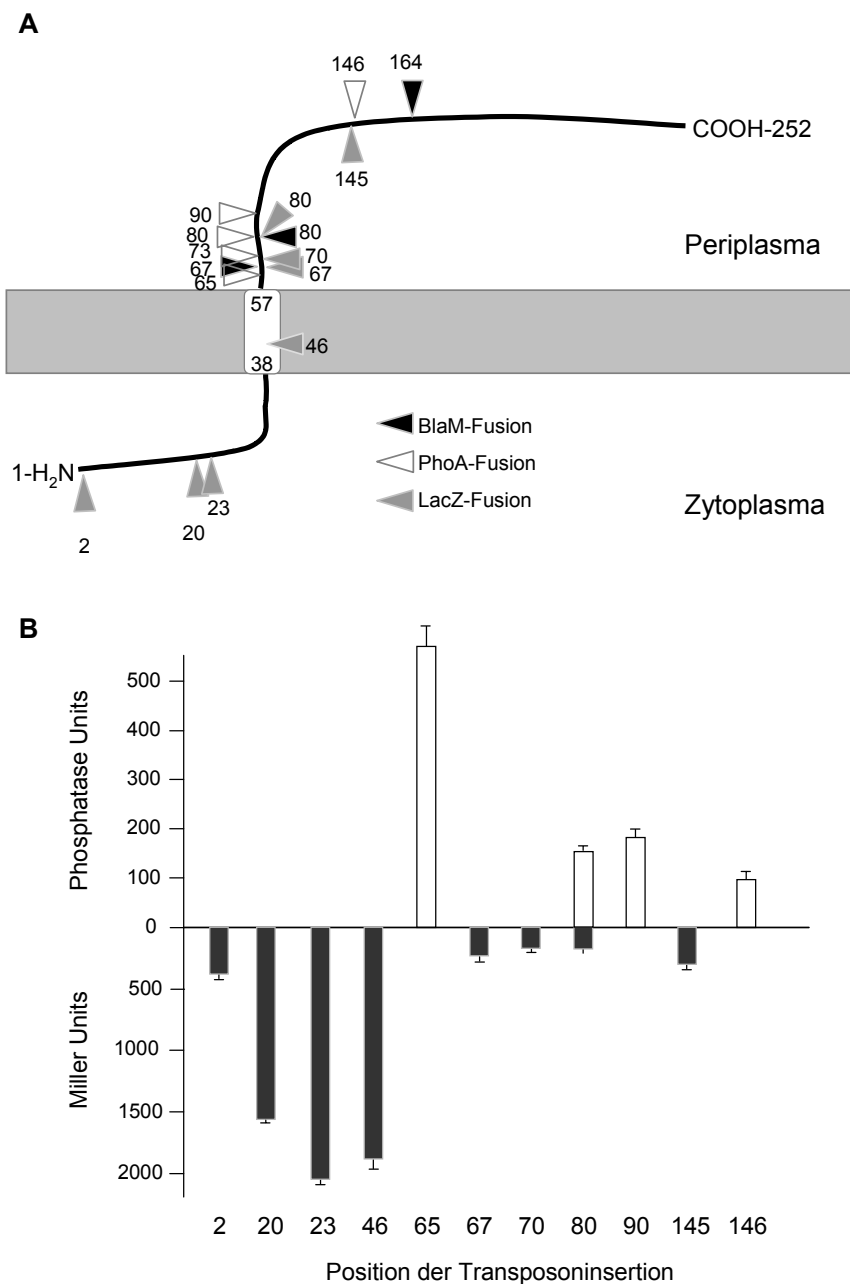 A
146
164
COOH-252
145
90
80
80
80
73
70
67
67
65
Periplasma
57
46
38
BlaM-Fusion
1-H₂N
PhoA-Fusion
LacZ-Fusion
23
Zytoplasma
20
2
B
Phosphatase Units
500
400
300
200
100
0
Miller Units
500
1000
1500
2000
2 20 23 46 65 67 70 80 90 145 146
Position der Transposoninsertion